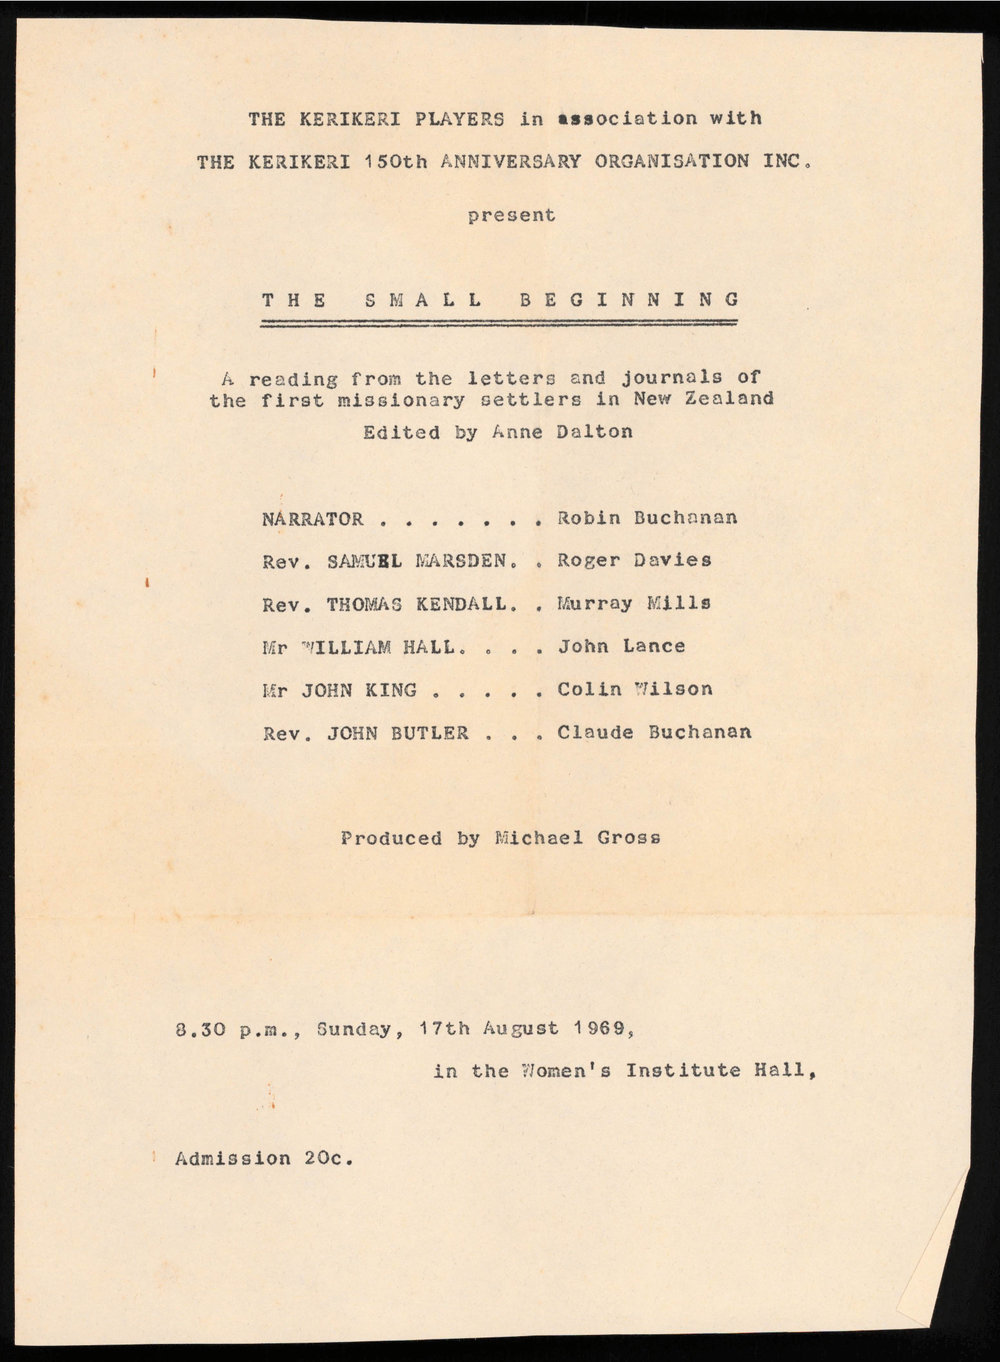 THE KERIKERI PLAYERS in association with
THE KERIKERI 150th ANNIVERSARY ORGANISATION INC.
present
THE SMALL BEGINNING
A reading from the letters and journals of
the first missionary settlers in New Zealand
Edited by Anne Dalton
NARRATOR . . . . . . . Robin Buchanan
Rev. SAMUEL MARSDEN. . Roger Davies
Rev. THOMAS KENDALL. . Murray Mills
Mr WILLIAM HALL. . . . John Lance
Mr JOHN KING . . . . . Colin Wilson
Rev. JOHN BUTLER . . . Claude Buchanan
Produced by Michael Gross
8.30 p.m., Sunday, 17th August 1969,
in the Women's Institute Hall,
Admission 20c.